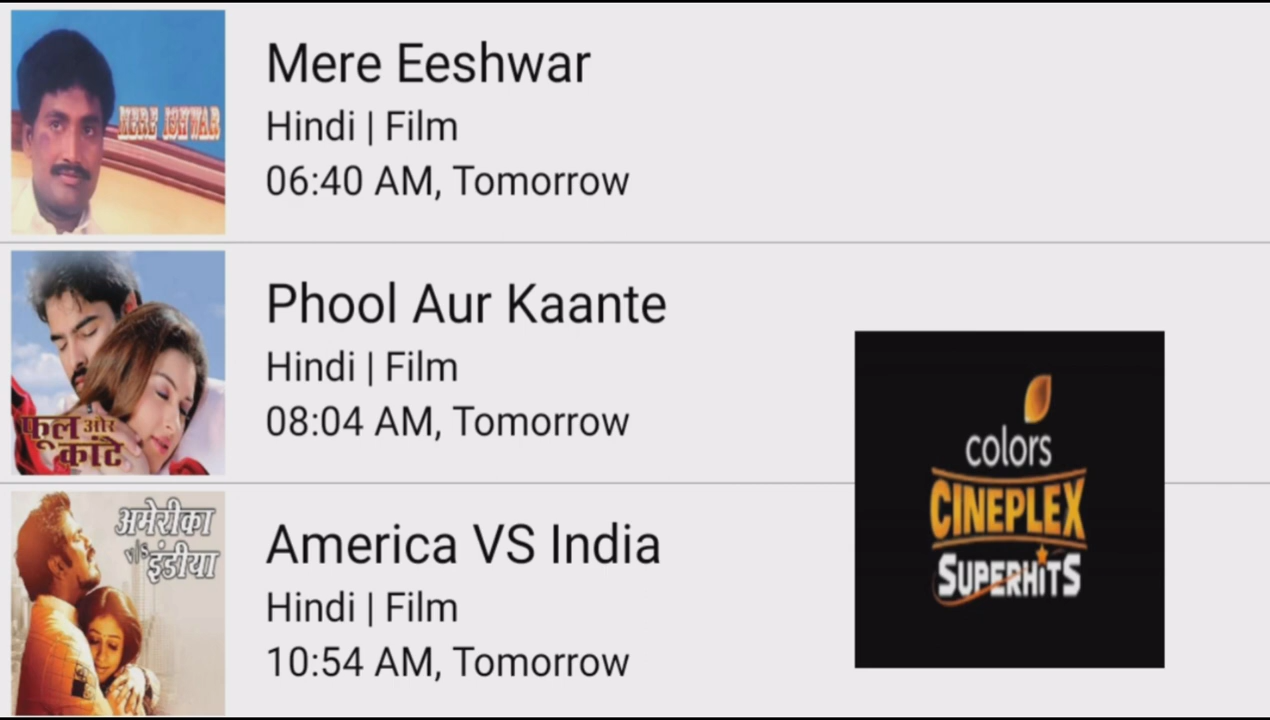 MERE ISHWAR
Mere Eeshwar
Hindi | Film
06:40 AM, Tomorrow
फूल और
कांटे
Phool Aur Kaante
Hindi | Film
08:04 AM, Tomorrow
अमेरीका
v/s इंडीया
America VS India
Hindi | Film
10:54 AM, Tomorrow
colors
CINEPLEX
SUPERHiTS